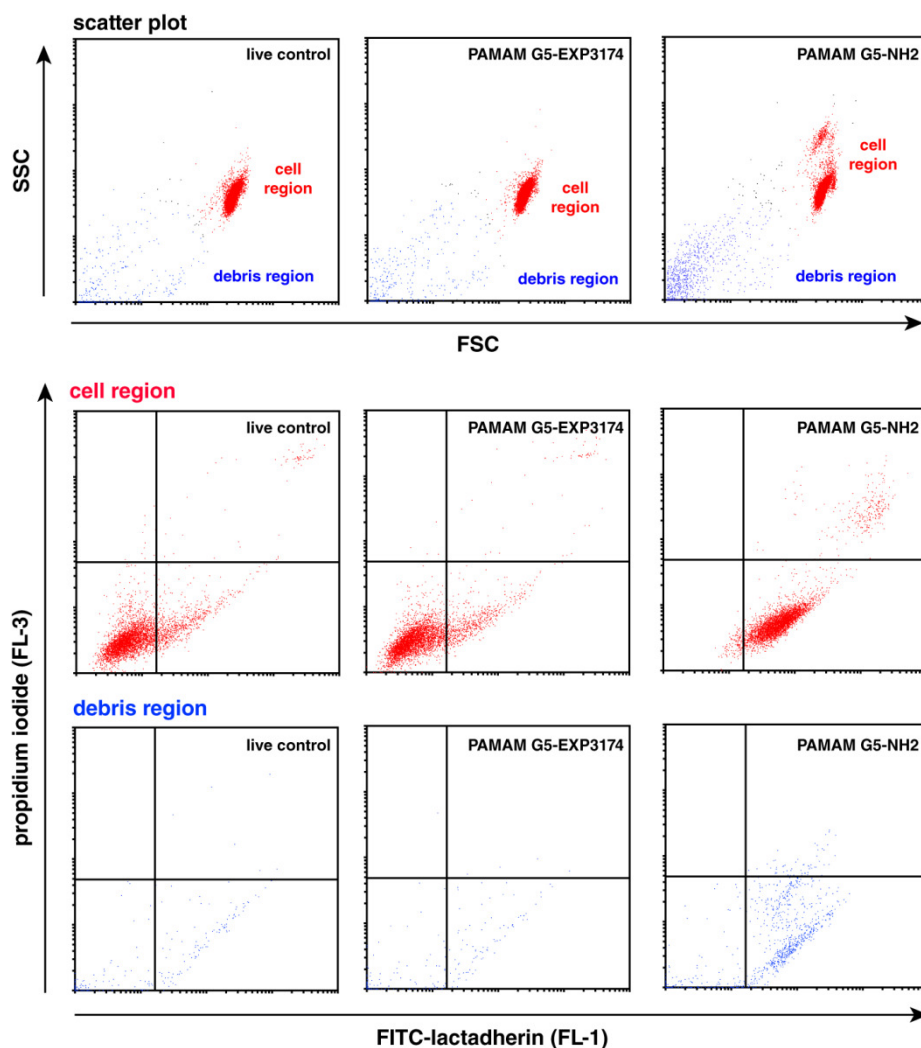 scatter plot
live control
PAMAM G5-EXP3174
PAMAM G5-NH2
SSC
cell
region
cell
region
cell
region
debris region
debris region
debris region
FSC
cell region
live control
PAMAM G5-EXP3174
PAMAM G5-NH2
propidium iodide (FL-3)
debris region
live control
PAMAM G5-EXP3174
PAMAM G5-NH2
FITC-lactadherin (FL-1)